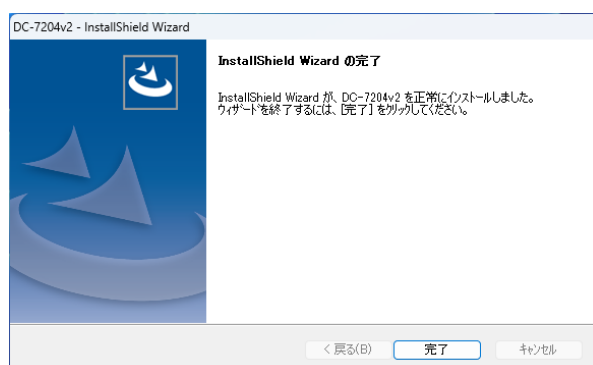 DC-7204v2 - InstallShield Wizard
InstallShield Wizard の完了
InstallShield Wizard が、DC-7204v2 を正常にインストールしました。
ウィザードを終了するには、[完了] をクリックしてください。
< 戻る(B)
完了
キャンセル